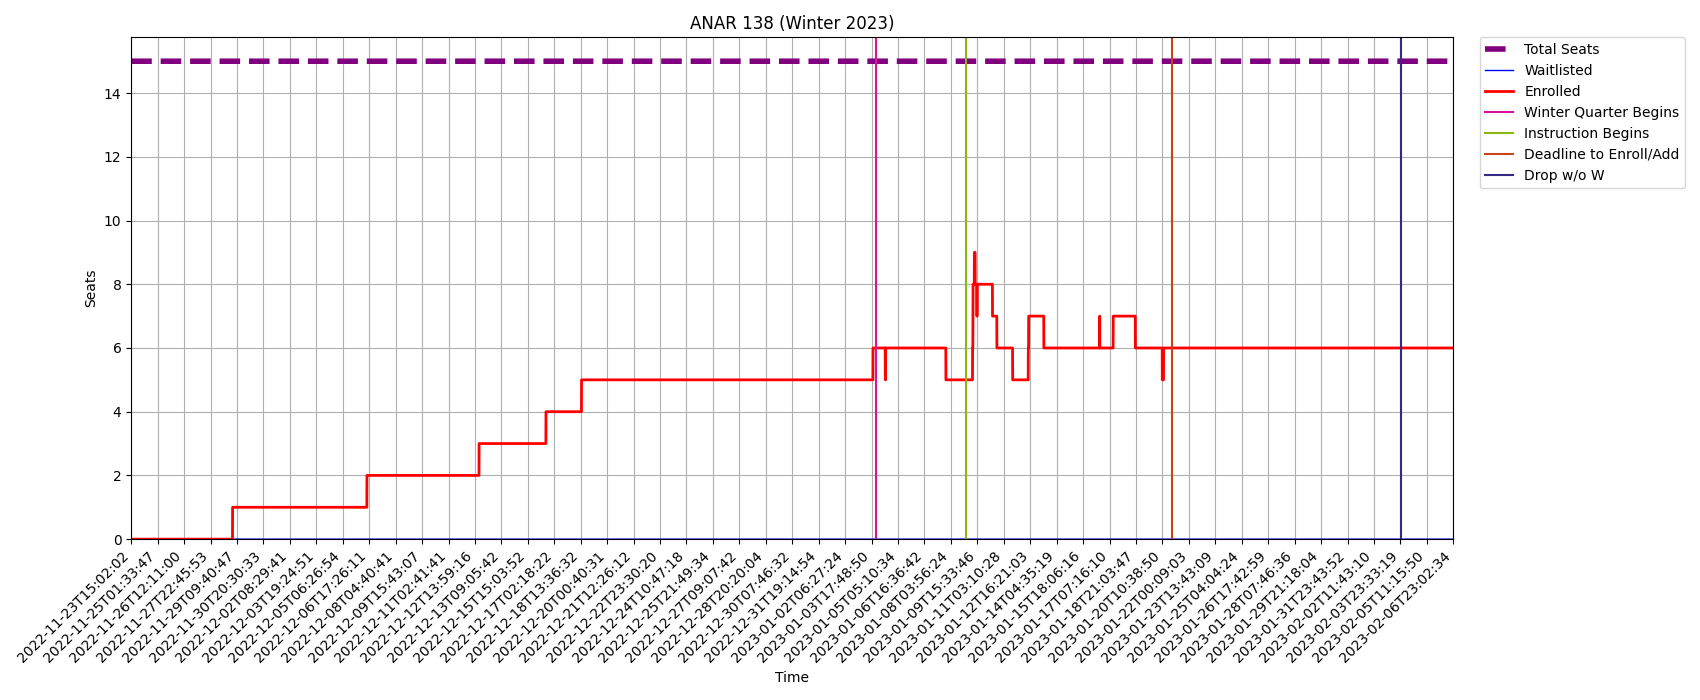 ANAR 138 (Winter 2023)
Total Seats
Waitlisted
Enrolled
Winter Quarter Begins
Instruction Begins
Deadline to Enroll/Add
Drop w/o W
Seats
14
12
10
8
6
4
2
0
2022-11-23T15:02:02
2022-11-25T01:33:47
2022-11-26T12:11:00
2022-11-27T22:45:53
2022-11-29T09:40:47
2022-11-30T20:30:33
2022-12-02T08:29:41
2022-12-03T19:24:51
2022-12-05T06:26:54
2022-12-06T17:26:11
2022-12-08T04:40:41
2022-12-09T15:43:07
2022-12-11T02:41:41
2022-12-12T13:59:16
2022-12-13T09:05:42
2022-12-15T15:03:52
2022-12-17T02:18:22
2022-12-18T13:36:32
2022-12-20T00:40:31
2022-12-21T12:26:12
2022-12-22T23:30:20
2022-12-24T10:47:18
2022-12-25T21:49:34
2022-12-27T09:07:42
2022-12-28T20:20:04
2022-12-30T07:46:32
2022-12-31T19:14:54
2023-01-02T06:27:24
2023-01-03T17:48:50
2023-01-05T05:10:34
2023-01-06T16:36:42
2023-01-08T03:56:24
2023-01-09T15:33:46
2023-01-11T03:10:28
2023-01-12T16:21:03
2023-01-14T04:35:19
2023-01-15T18:06:16
2023-01-17T07:16:10
2023-01-18T21:03:47
2023-01-20T10:38:50
2023-01-22T00:09:03
2023-01-23T13:43:09
2023-01-25T04:04:24
2023-01-26T17:42:59
2023-01-28T07:46:36
2023-01-29T21:18:04
2023-01-31T23:43:52
2023-02-02T11:43:10
2023-02-03T23:33:19
2023-02-05T11:15:50
2023-02-06T23:02:34
Time